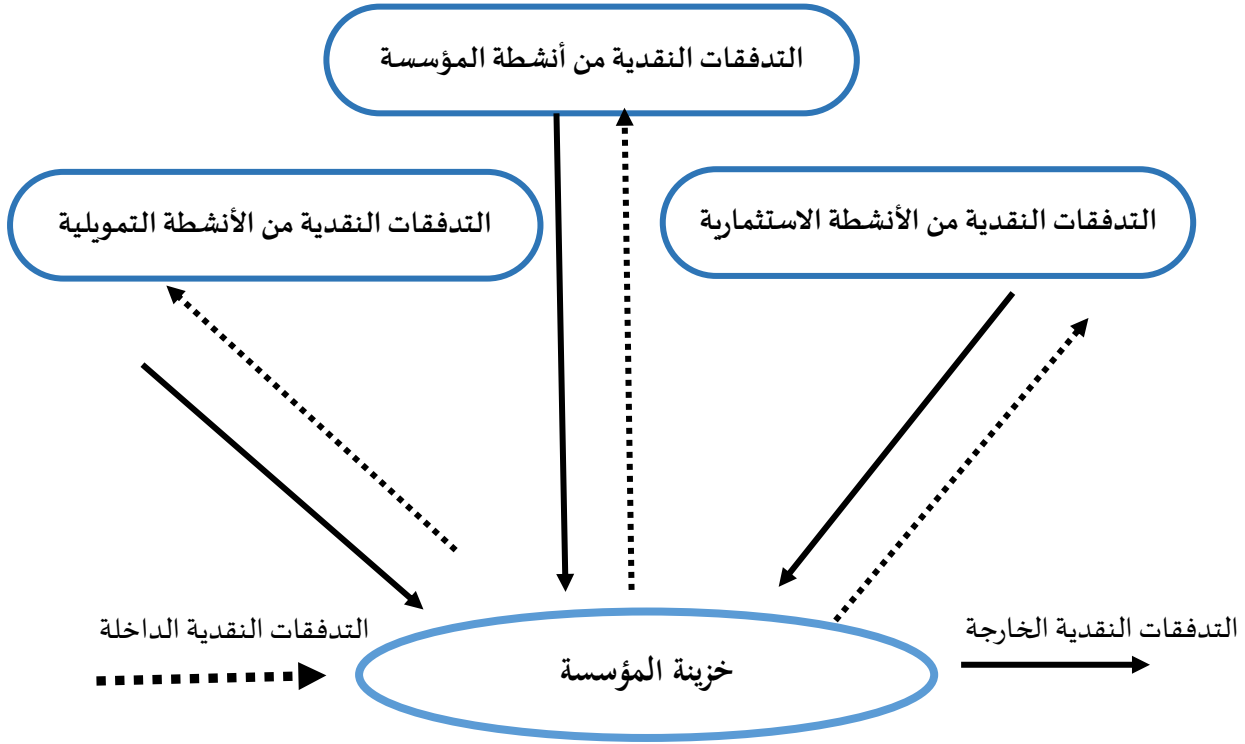 التدفقات النقدية من أنشطة المؤسسة
التدفقات النقدية من الأنشطة الاستثمارية
التدفقات النقدية من الأنشطة التمويلية
التدفقات النقدية الخارجة
التدفقات النقدية الداخلة
خزينة المؤسسة